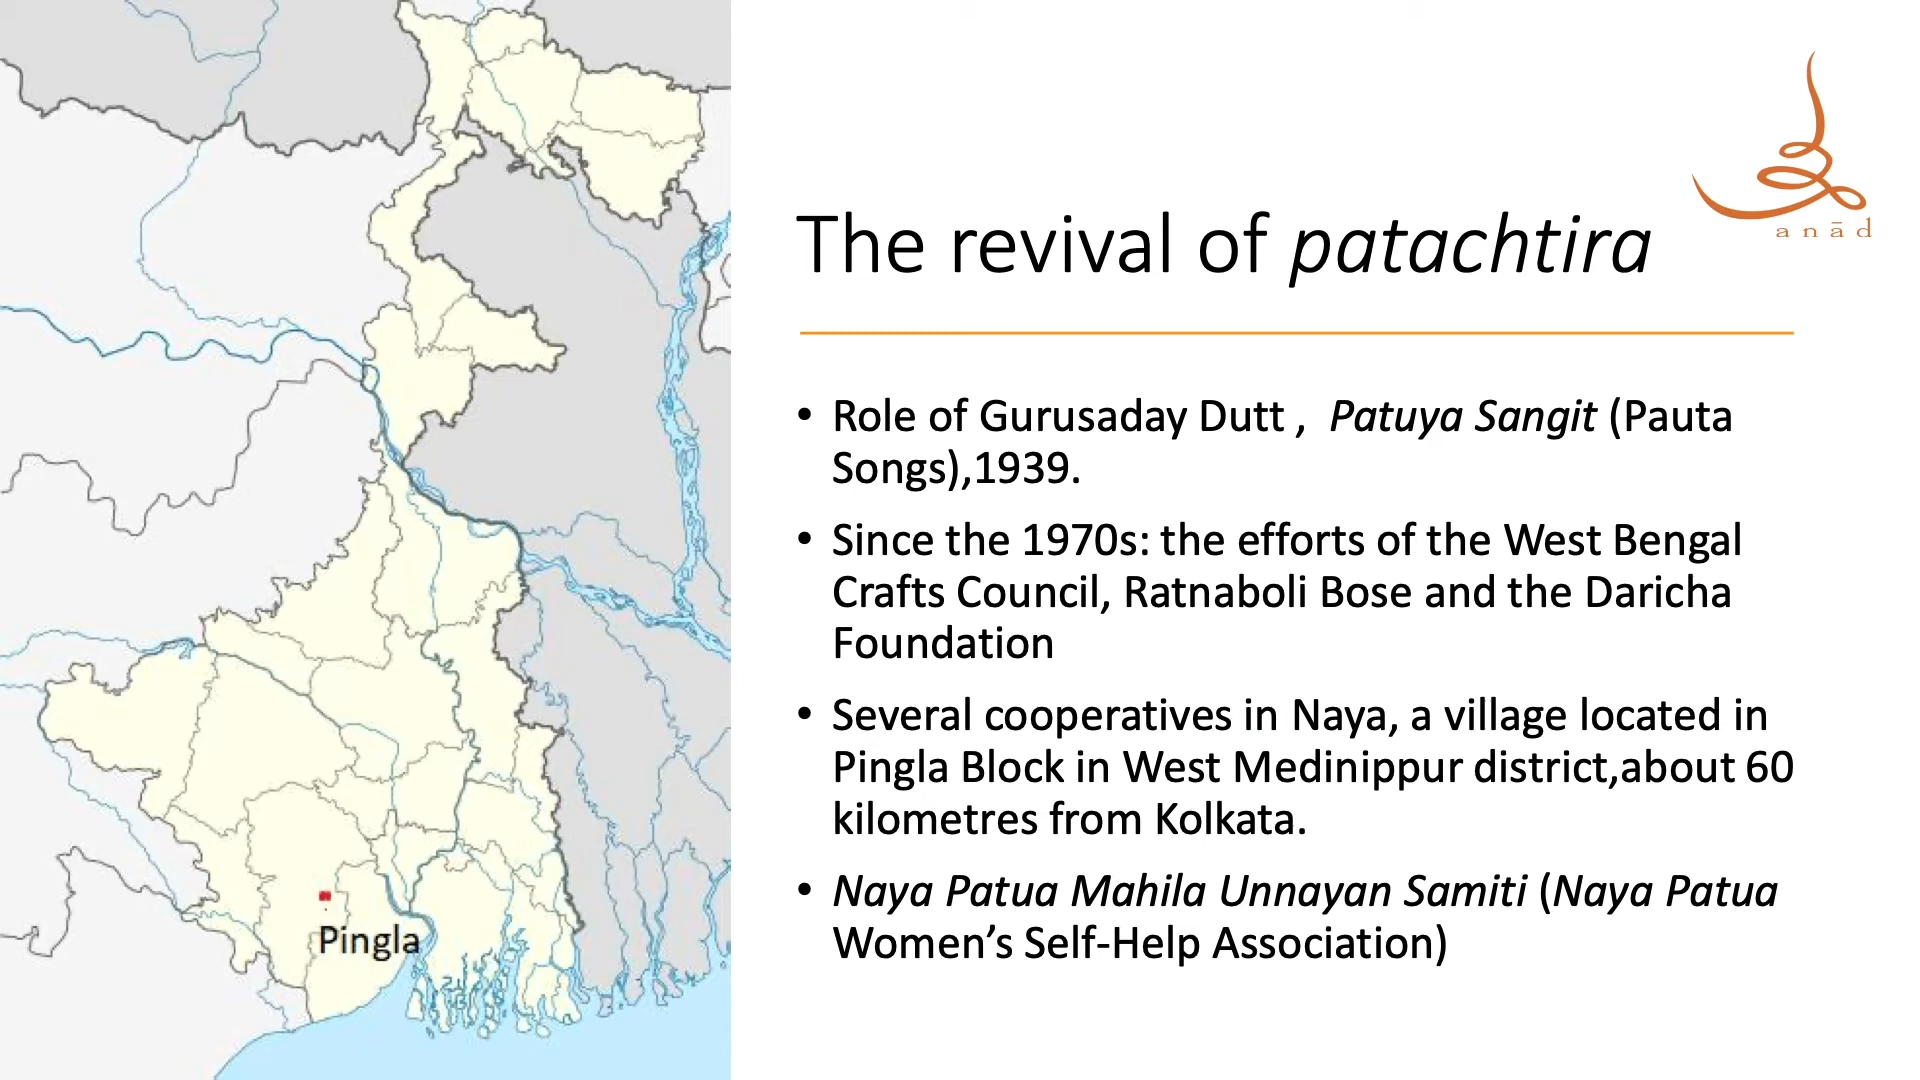 anād
The revival of patachtira
• Role of Gurusaday Dutt , Patuya Sangit (Pauta
Songs),1939.
• Since the 1970s: the efforts of the West Bengal
Crafts Council, Ratnaboli Bose and the Daricha
Foundation
• Several cooperatives in Naya, a village located in
Pingla Block in West Medinippur district,about 60
kilometres from Kolkata.
• Naya Patua Mahila Unnayan Samiti (Naya Patua
Women’s Self-Help Association)
Pingla